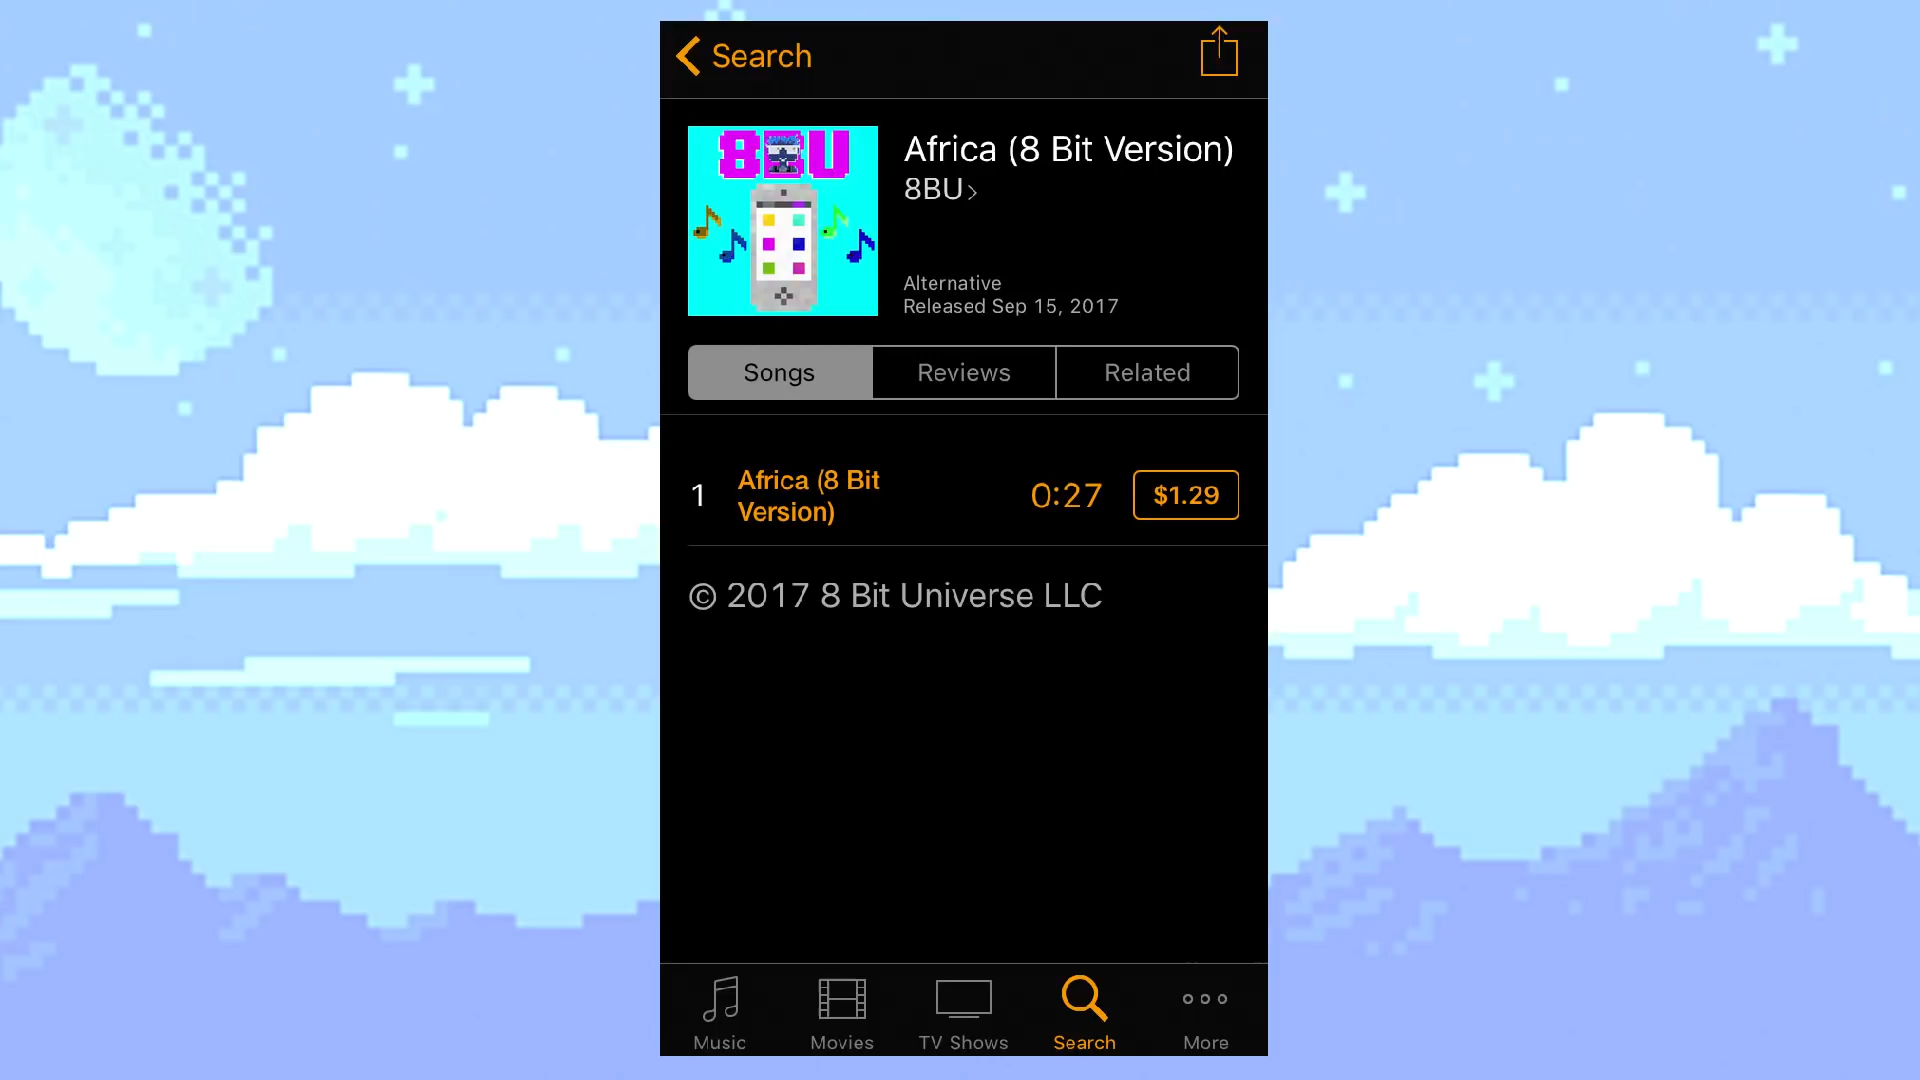 Search
8BU
Africa (8 Bit Version)
8BU
Alternative
Released Sep 15, 2017
Songs
Reviews
Related
1
Africa (8 Bit
Version)
0:27
$1.29
© 2017 8 Bit Universe LLC
Music
Movies
TV Shows
Search
More